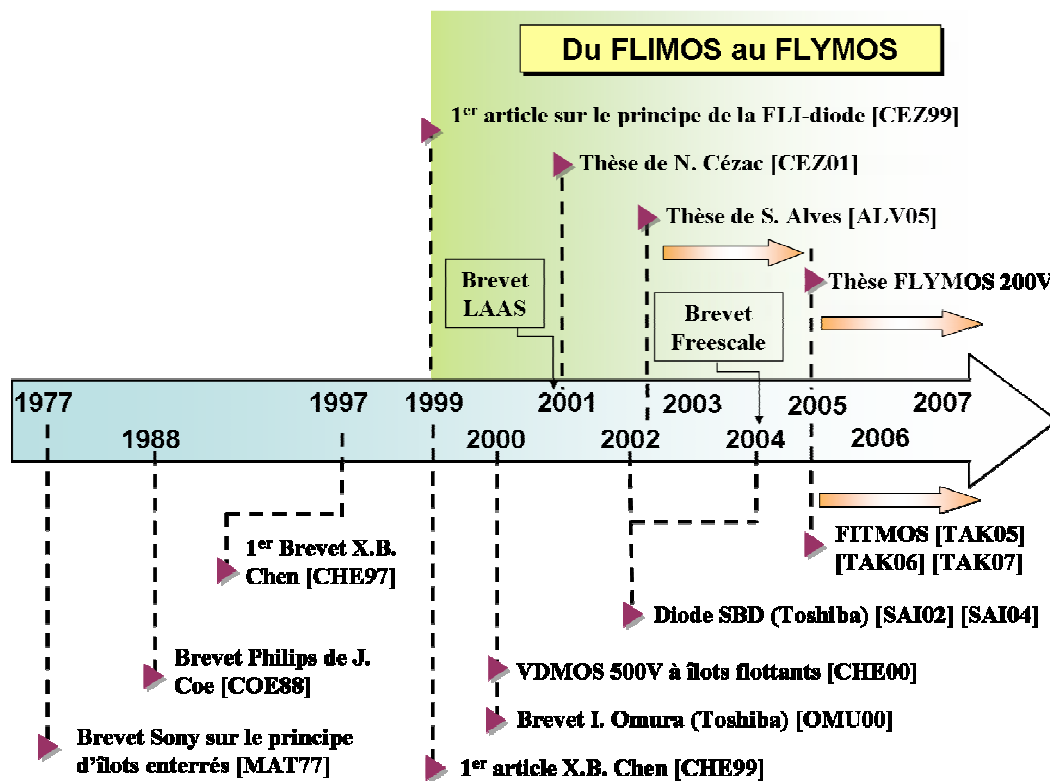 Du FLIMOS au FLYMOS
1er article sur le principe de la FLI-diode [CEZ99]
Thèse de N. Cézac [CEZ01]
Thèse de S. Alves [ALV05]
Brevet
LAAS
Thèse FLYMOS 200V
Brevet
Freescale
1977 1997 1999 2001 2003 2005 2007
1988 2000 2002 2004 2006
1er Brevet X.B.
Chen [CHE97]
FITMOS [TAK05]
[TAK06] [TAK07]
Diode SBD (Toshiba) [SAI02] [SAI04]
Brevet Philips de J.
Coe [COE88]
VDMOS 500V à îlots flottants [CHE00]
Brevet I. Omura (Toshiba) [OMU00]
Brevet Sony sur le principe
d'îlots enterrés [MAT77]
1er article X.B. Chen [CHE99]